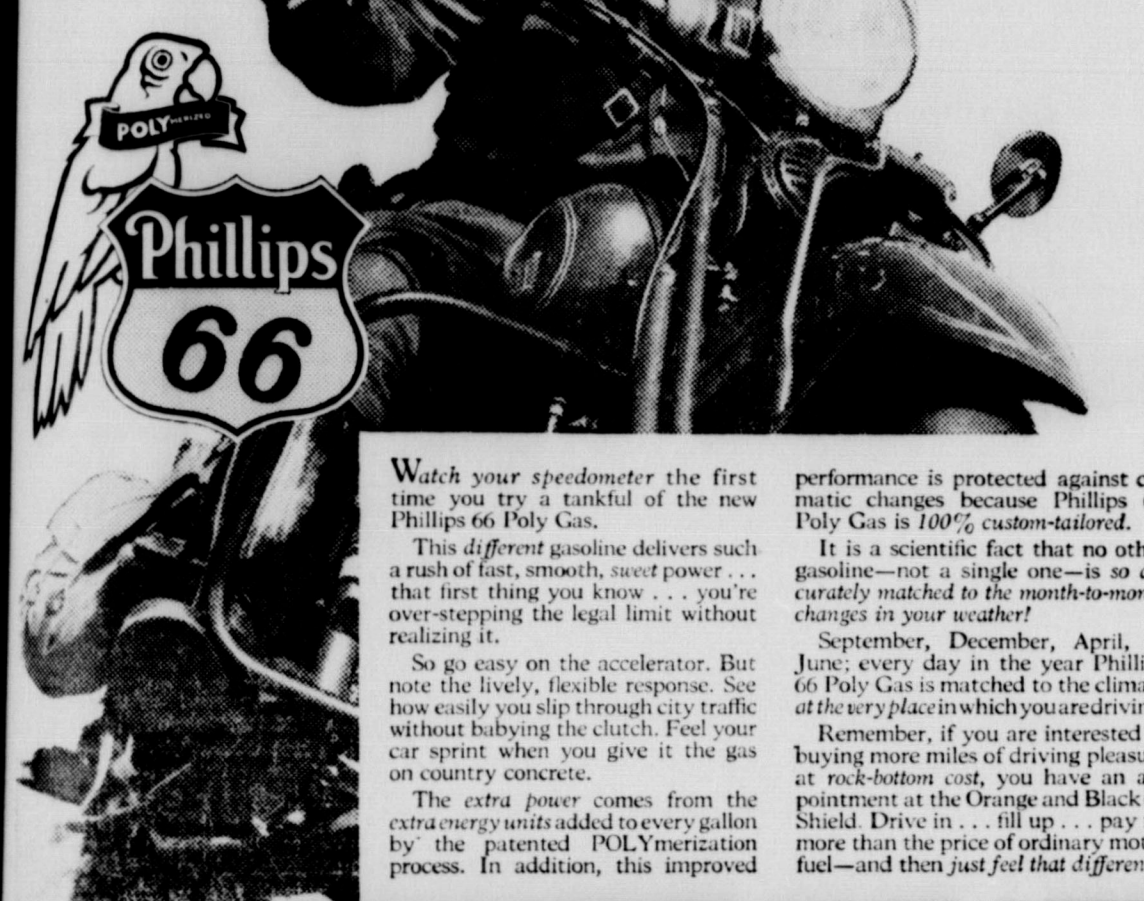 POLYMERIZED
Phillips
66
Watch your speedometer the first
time you try a tankful of the new
Phillips 66 Poly Gas.
This different gasoline delivers such
a rush of fast, smooth, sweet power . . .
that first thing you know . . . you're
over-stepping the legal limit without
realizing it.
So go easy on the accelerator. But
note the lively, flexible response. See
how easily you slip through city traffic
without babying the clutch. Feel your
car sprint when you give it the gas
on country concrete.
The extra power comes from the
extra energy units added to every gallon
by the patented POLYmerization
process. In addition, this improved
performance is protected against
matic changes because Phillips
Poly Gas is 100% custom-tailored.
It is a scientific fact that no oth
gasoline—not a single one—is so
curately matched to the month-to-mon
changes in your weather!
September, December, April,
June; every day in the year Philli
66 Poly Gas is matched to the clima
at the very place in which you are drivin
Remember, if you are interested
buying more miles of driving pleasu
at rock-bottom cost, you have an a
pointment at the Orange and Black
Shield. Drive in . . . fill up . . . pay
more than the price of ordinary mo
fuel—and then just feel that differen